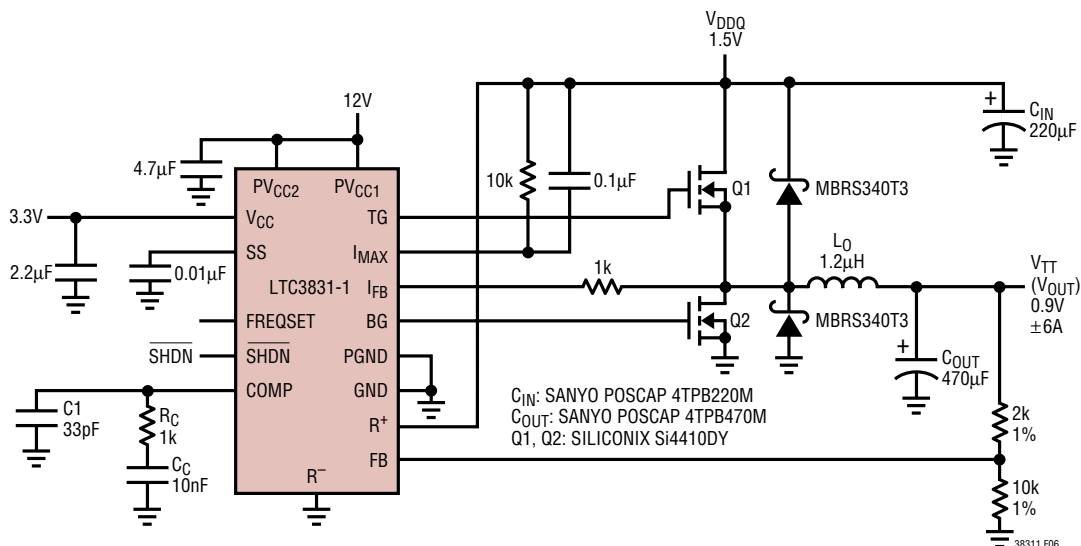 V_DDQ
1.5V
12V
4.7µF
PV_CC2
PV_CC1
10k
0.1µF
Q1
MBRS340T3
+
C_IN
220µF
3.3V
V_CC
TG
SS
I_MAX
2.2µF
0.01µF
LTC3831-1
I_FB
1k
L_O
1.2µH
V_TT
(V_OUT)
0.9V
±6A
FREQSET
BG
Q2
MBRS340T3
SHDN
SHDN
PGND
+
C_OUT
470µF
COMP
GND
C1
33pF
R_C
1k
R+
C_IN: SANYO POSCAP 4TPB220M
C_OUT: SANYO POSCAP 4TPB470M
Q1, Q2: SILICONIX Si4410DY
2k
1%
C_C
10nF
FB
R–
10k
1%
38311 F06